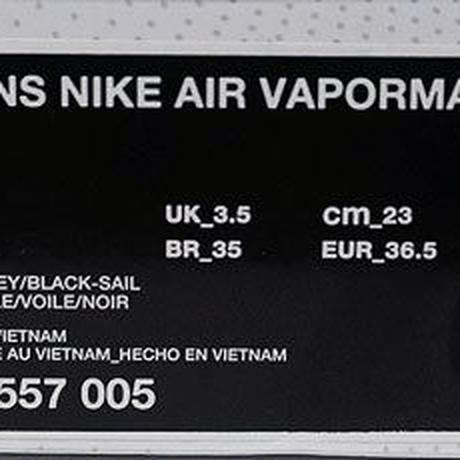 NS NIKE AIR VAPORMA
UK_3.5 cm_23
BR_35 EUR_36.5
EY/BLACK-SAIL
LE/VOILE/NOIR
VIETNAM
E AU VIETNAM_HECHO EN VIETNAM
557 005